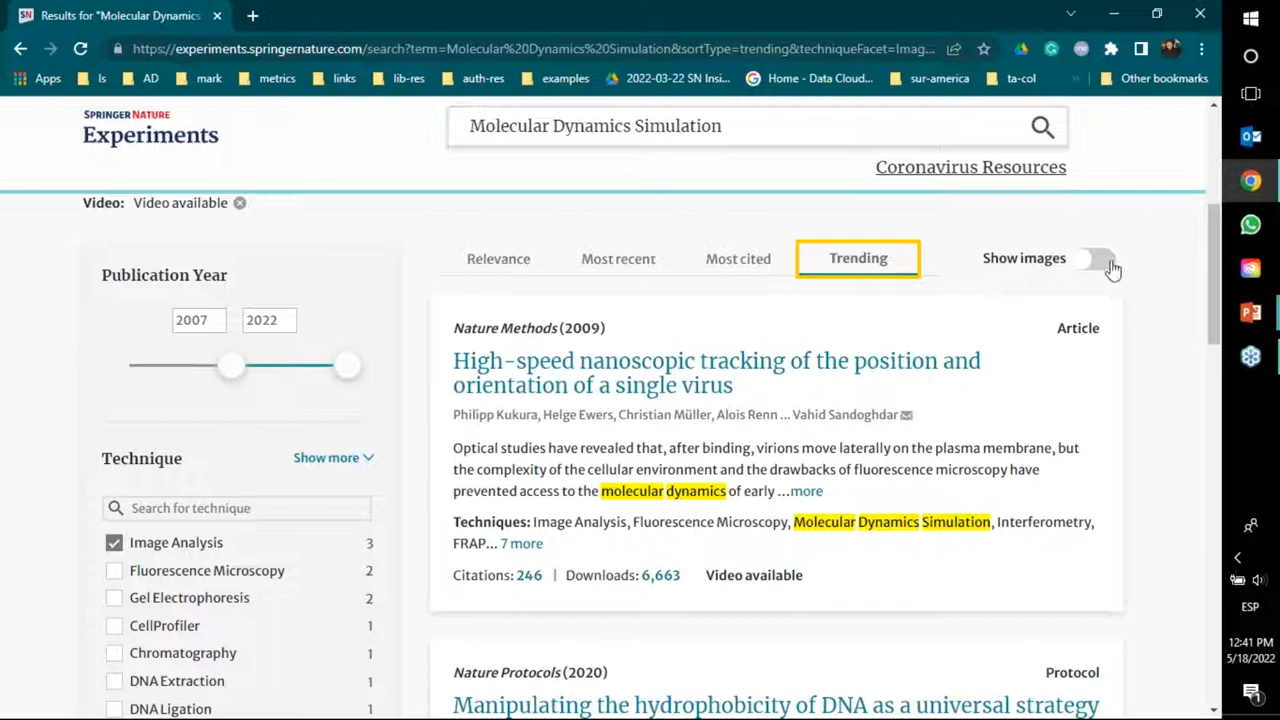 Results for "Molecular Dynamics
https://experiments.springernature.com/search?term=Molecular%20Dynamics%20Simulation&sortType=trending&techniqueFacet=Imag...
Apps
ls
AD
mark
metrics
links
lib-res
auth-res
examples
2022-03-22 SN Insi...
Home - Data Cloud...
sur-america
ta-col
Other bookmarks
SPRINGER NATURE
Experiments
Molecular Dynamics Simulation
Coronavirus Resources
Video: Video available
Publication Year
2007 2022
Technique Show more
Search for technique
Image Analysis 3
Fluorescence Microscopy 2
Gel Electrophoresis 2
CellProfiler 1
Chromatography 1
DNA Extraction 1
DNA Ligation 1
Relevance Most recent Most cited Trending Show images
Nature Methods (2009) Article
High-speed nanoscopic tracking of the position and
orientation of a single virus
Philipp Kukura, Helge Ewers, Christian Müller, Alois Renn ... Vahid Sandoghdar
Optical studies have revealed that, after binding, virions move laterally on the plasma membrane, but
the complexity of the cellular environment and the drawbacks of fluorescence microscopy have
prevented access to the molecular dynamics of early ...more
Techniques: Image Analysis, Fluorescence Microscopy, Molecular Dynamics Simulation, Interferometry,
FRAP... 7 more
Citations: 246 | Downloads: 6,663 Video available
Nature Protocols (2020) Protocol
Manipulating the hydrophobicity of DNA as a universal strategy
ESP
12:41 PM
5/18/2022